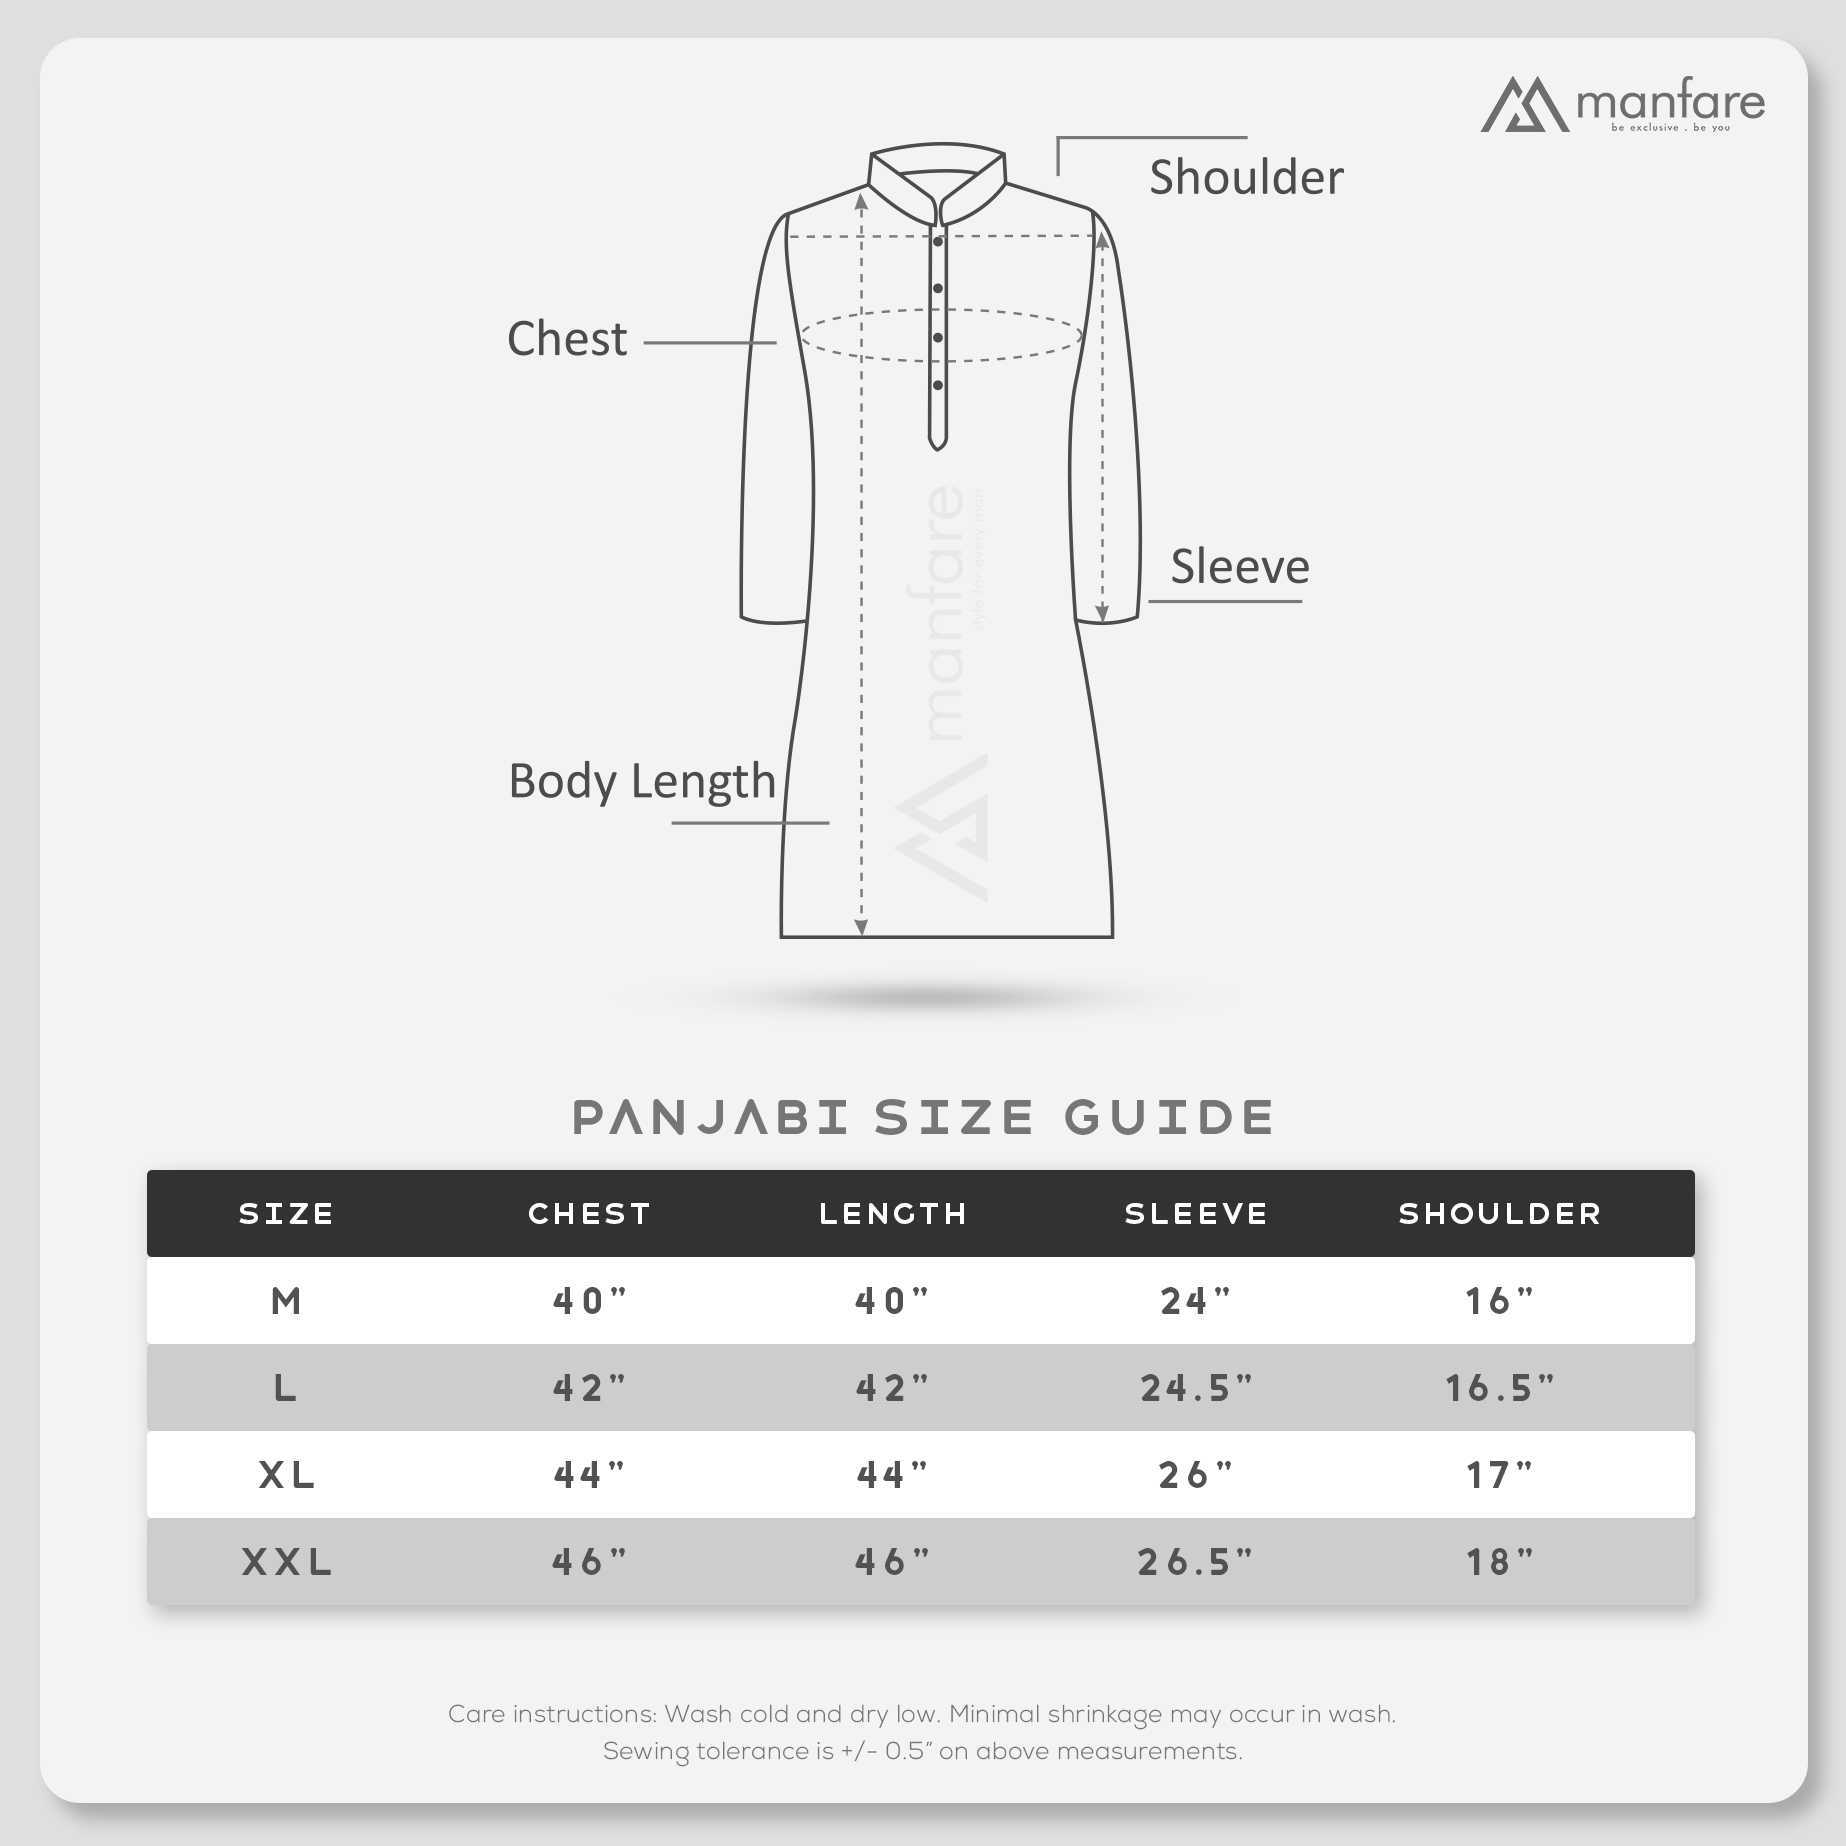 manfare
be exclusive . be you
Shoulder
Chest
manfare
style for every man
Sleeve
Body Length
PANJABI SIZE GUIDE
SIZE CHEST LENGTH SLEEVE SHOULDER
M 40" 40" 24" 16"
L 42" 42" 24.5" 16.5"
XL 44" 44" 26" 17"
XXL 46" 46" 26.5" 18"
Care instructions: Wash cold and dry low. Minimal shrinkage may occur in wash.
Sewing tolerance is +/- 0.5" on above measurements.